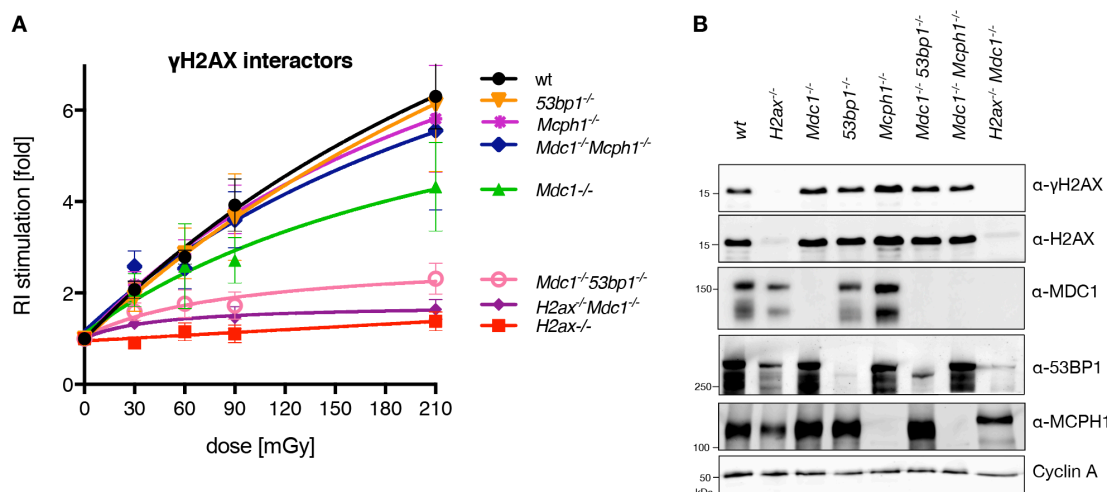 A
γH2AX interactors
RI stimulation [fold]
6
4
2
0
0 30 60 90 120 150 180 210
dose [mGy]
wt
53bp1-/-
Mcph1-/-
Mdc1-/-Mcph1-/-
Mdc1-/-
Mdc1-/-53bp1-/-
H2ax-/-Mdc1-/-
H2ax-/-
B
wt
H2ax-/-
Mdc1-/-
53bp1-/-
Mcph1-/-
Mdc1-/- 53bp1-/-
Mdc1-/- Mcph1-/-
H2ax-/- Mdc1-/-
15 α-γH2AX
15 α-H2AX
150 α-MDC1
250 α-53BP1
100 α-MCPH1
50 Cyclin A
kDa